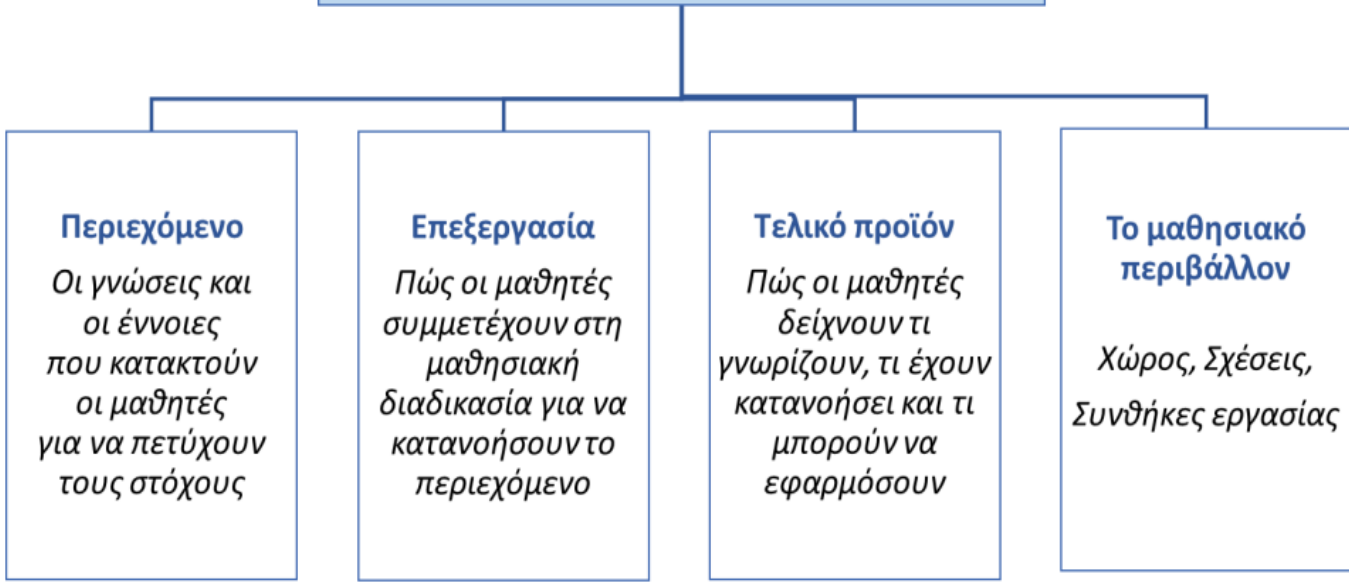 Περιεχόμενο
Οι γνώσεις και
οι έννοιες
που κατακτούν
οι μαθητές
για να πετύχουν
τους στόχους
Επεξεργασία
Πώς οι μαθητές
συμμετέχουν στη
μαθησιακή
διαδικασία για να
κατανοήσουν το
περιεχόμενο
Τελικό προϊόν
Πώς οι μαθητές
δείχνουν τι
γνωρίζουν, τι έχουν
κατανοήσει και τι
μπορούν να
εφαρμόσουν
Το μαθησιακό
περιβάλλον
Χώρος, Σχέσεις,
Συνθήκες εργασίας